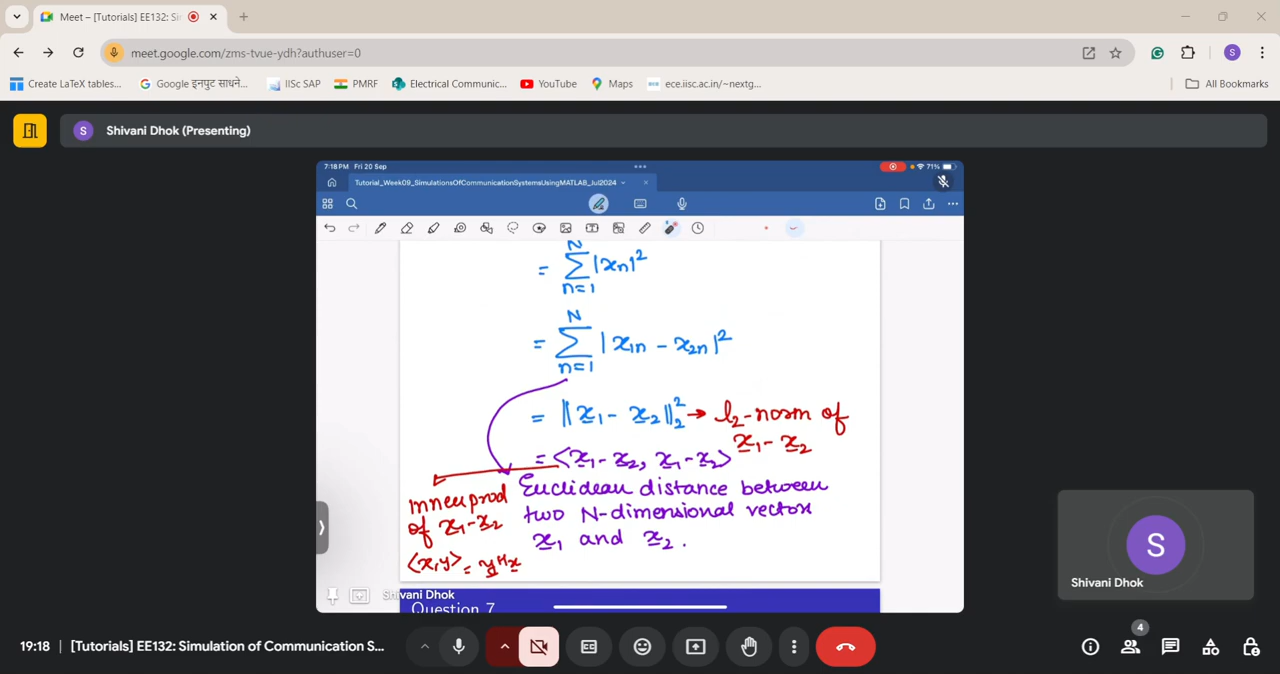 Meet – [Tutorials] EE132: Si
meet.google.com/zms-tvue-ydh?authuser=0
Create LaTeX tables... Google इनपुट साधने... IISc SAP PMRF Electrical Communic... YouTube Maps ece.iisc.ac.in/~nextg... All Bookmarks
S Shivani Dhok (Presenting)
7:18 PM Fri 20 Sep 71%
Tutorial_Week09_SimulationsOfCommunicationSystemsUsingMATLAB_Jul2024
= ∑_{n=1}^{N} |x_n|^2
= ∑_{n=1}^{N} |x_{1n} - x_{2n}|^2
= ||x_1 - x_2||_2^2 → l_2-norm of
x_1 - x_2
= <x_1 - x_2, x_1 - x_2>
Euclidean distance between
two N-dimensional vectors
x_1 and x_2.
inner prod
of x_1 - x_2
<x,y> = y^H x
Shivani Dhok
Question 7
S
Shivani Dhok
4
19:18 | [Tutorials] EE132: Simulation of Communication S...